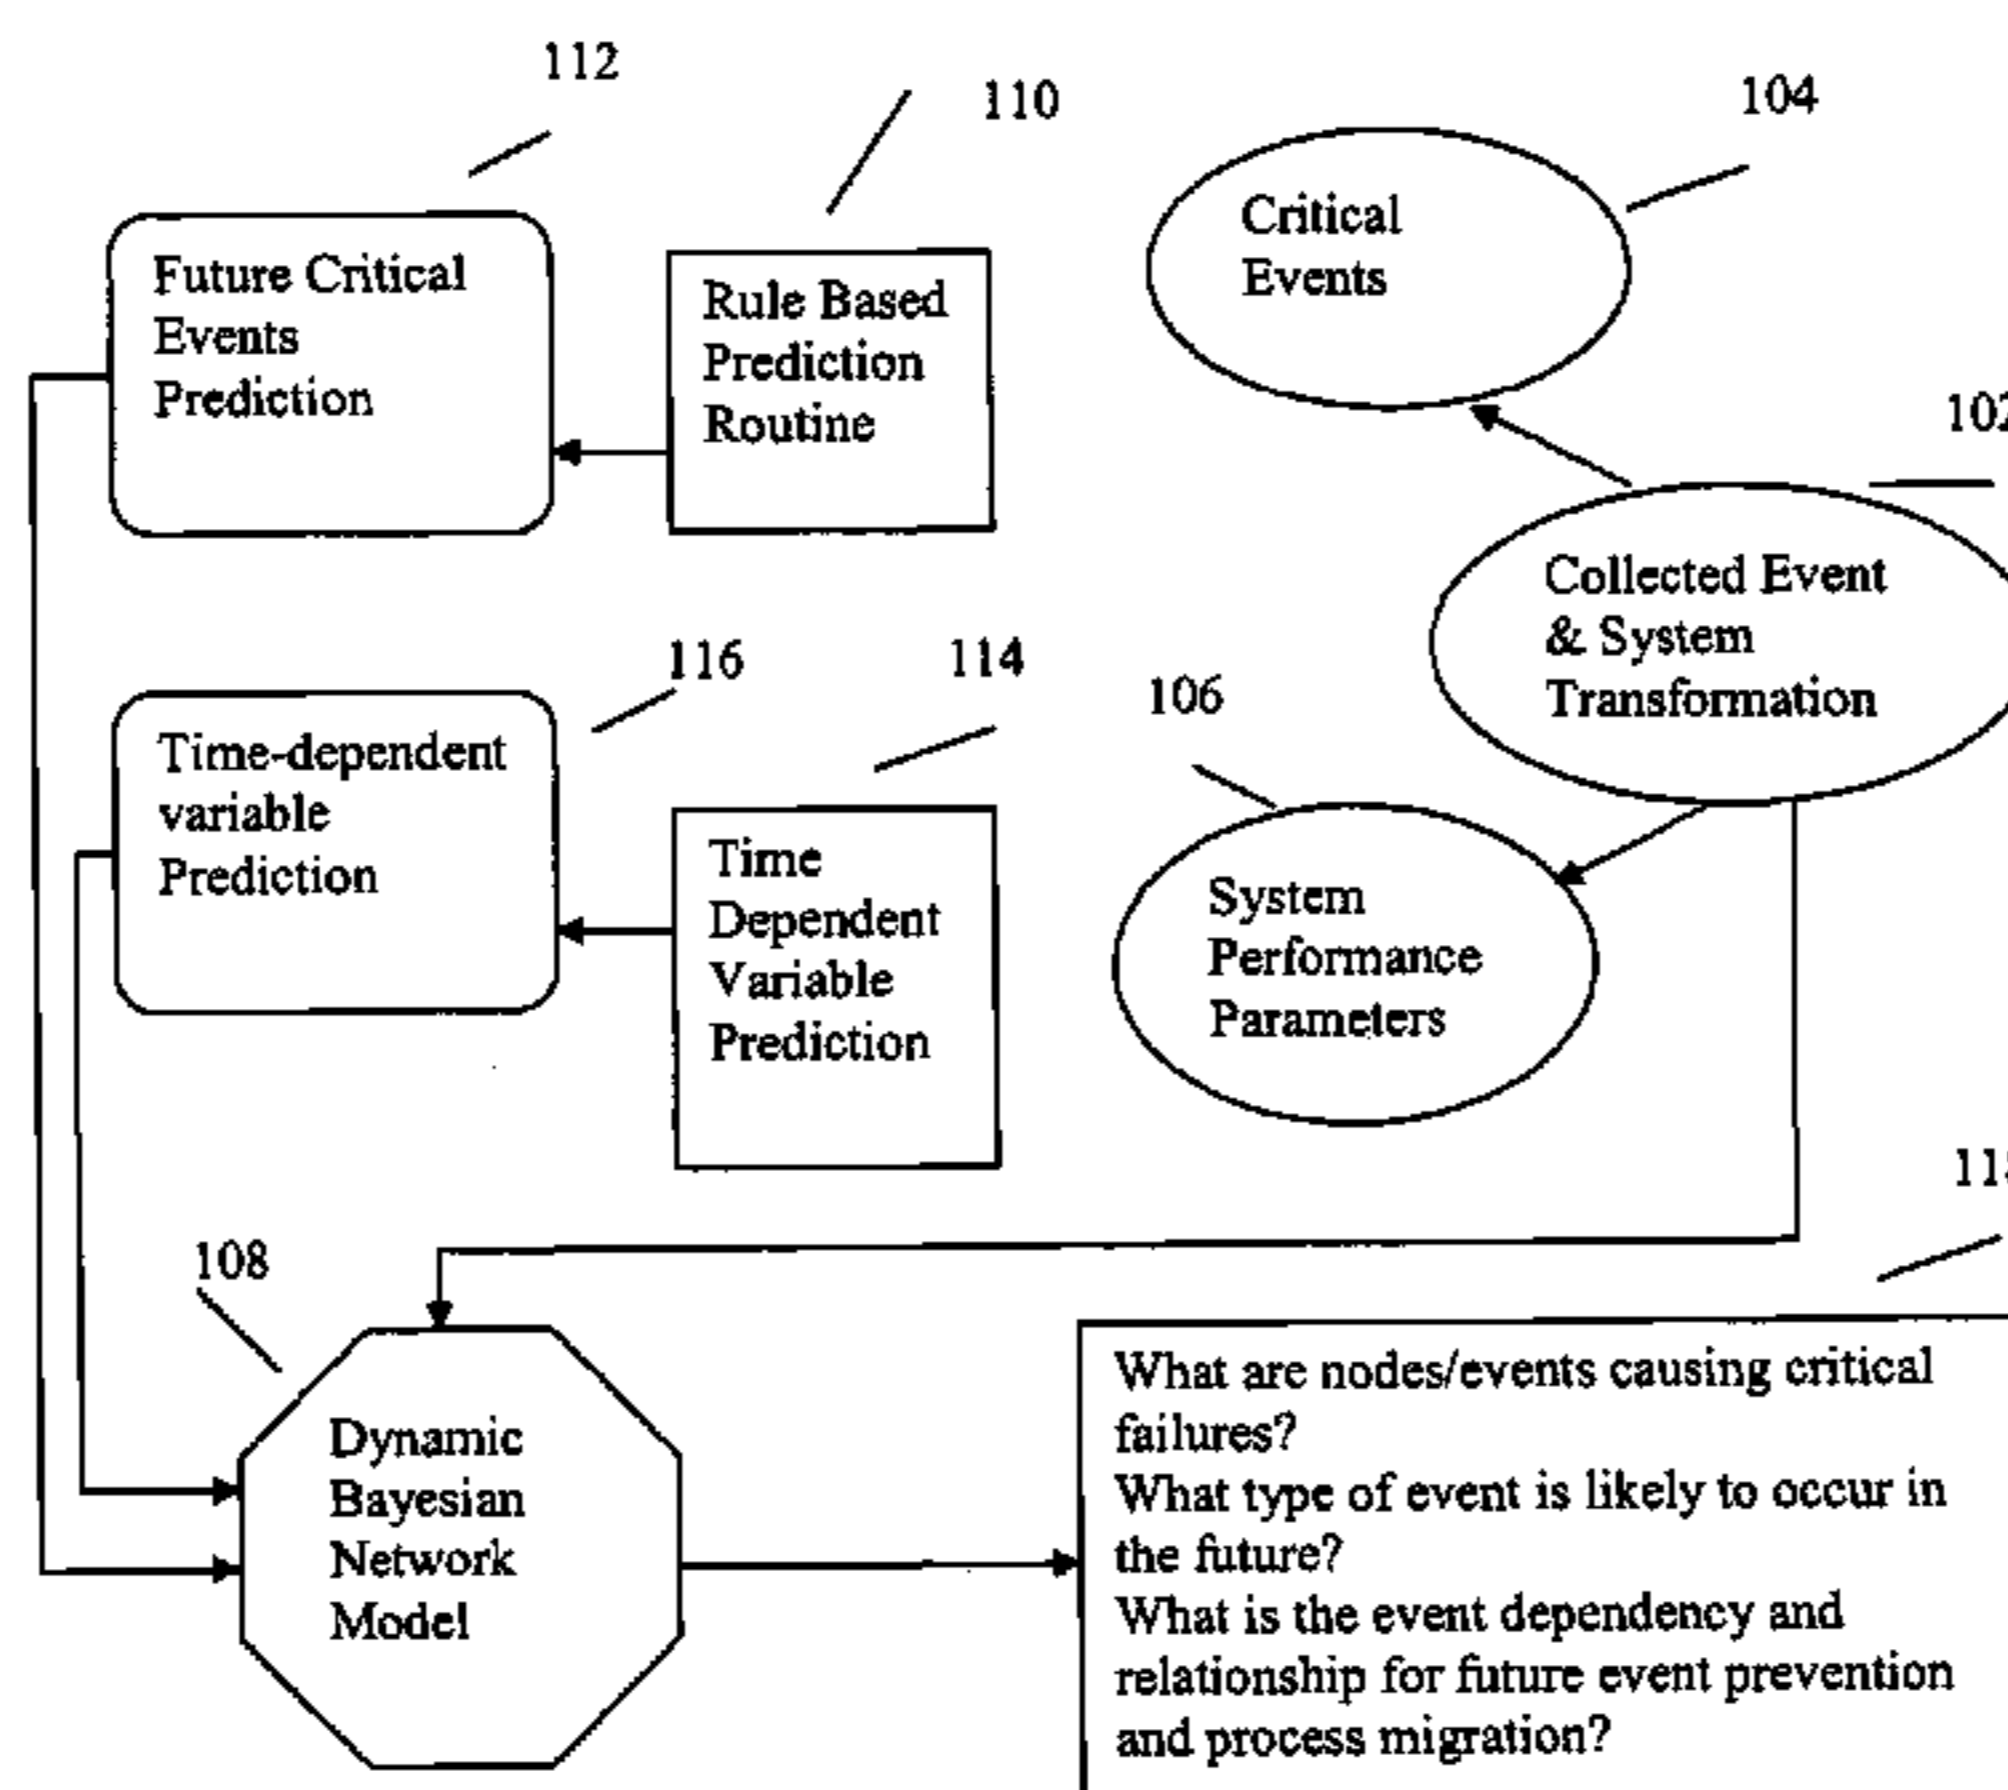 112
110
104
Critical
Events
Future Critical
Events
Prediction
Rule Based
Prediction
Routine
Collected Event
& System
Transformation
116
114
106
Time-dependent
variable
Prediction
Time
Dependent
Variable
Prediction
System
Performance
Parameters
108
Dynamic
Bayesian
Network
Model
What are nodes/events causing critical
failures?
What type of event is likely to occur in
the future?
What is the event dependency and
relationship for future event prevention
and process migration?